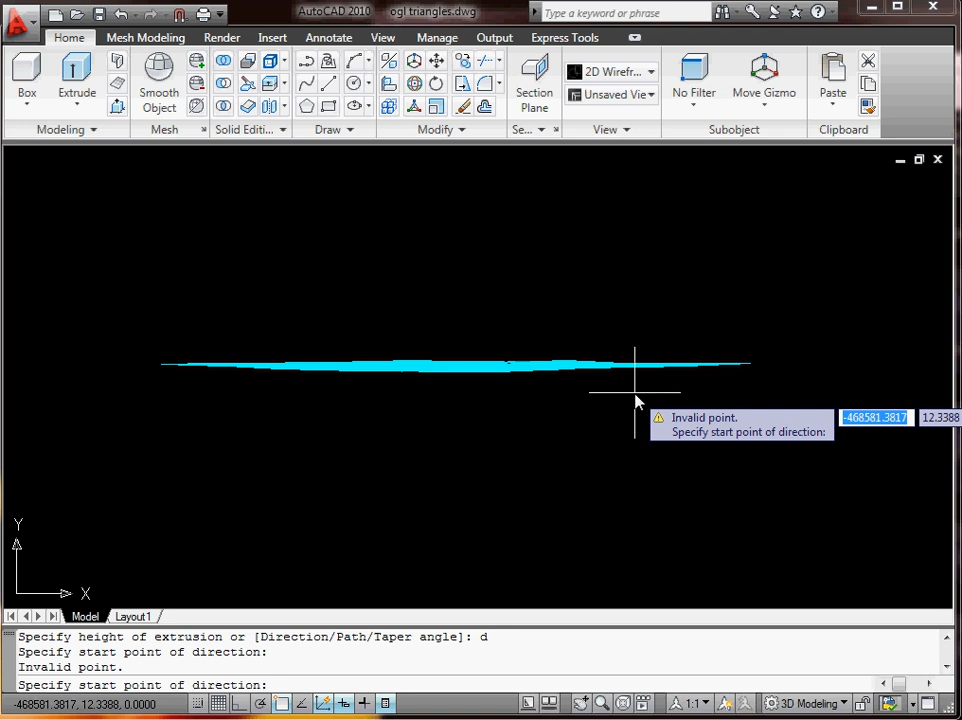 AutoCAD 2010 ogl triangles.dwg Type a keyword or phrase
Home Mesh Modeling Render Insert Annotate View Manage Output Express Tools
2D Wirefr...
Unsaved Vie
Box Extrude Smooth Object Section Plane No Filter Move Gizmo Paste
Modeling Mesh Solid Editi... Draw Modify Se... View Subobject Clipboard
Invalid point.
Specify start point of direction:
-468581.3817 12.3388
Y
X
Model Layout1
Specify height of extrusion or [Direction/Path/Taper angle]: d
Specify start point of direction:
Invalid point.
Specify start point of direction:
-468581.3817, 12.3388, 0.0000 1:1 3D Modeling